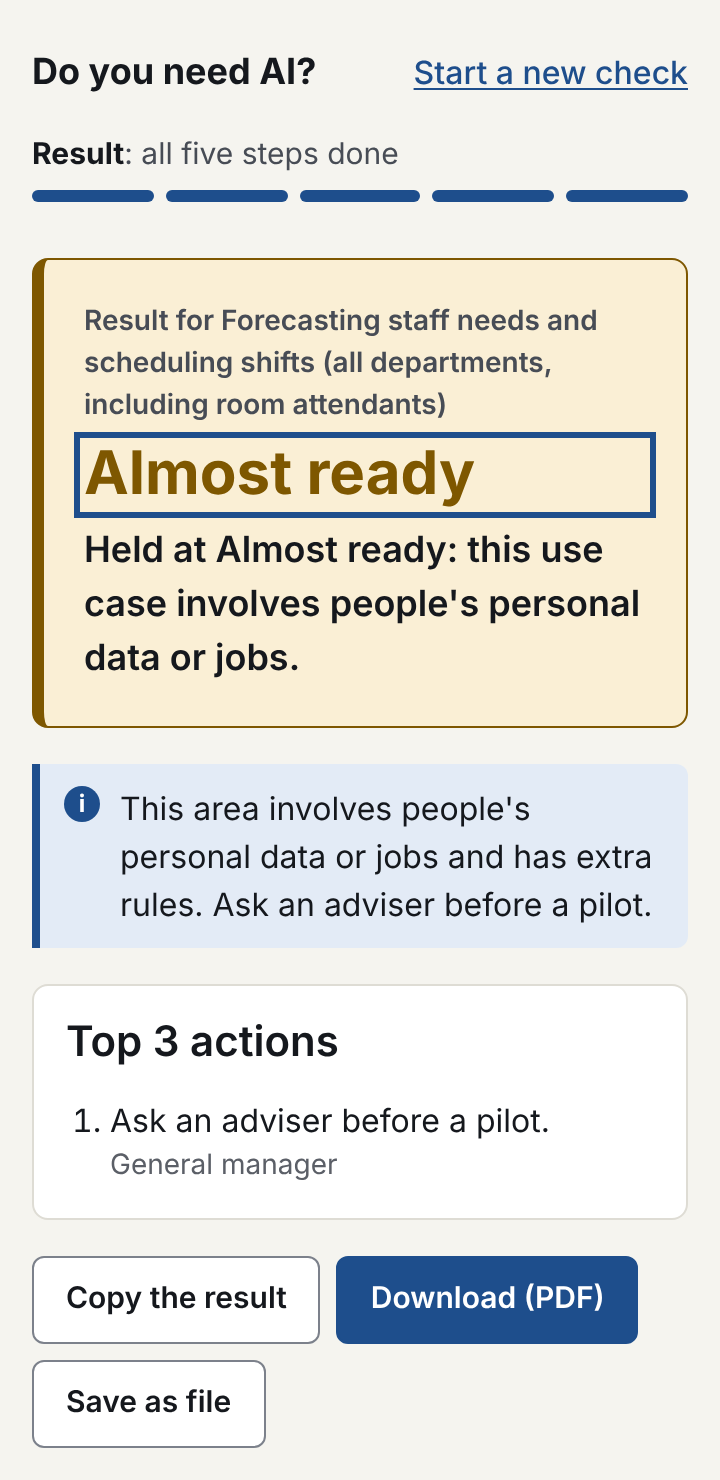 Do you need AI?
Start a new check
Result: all five steps done
Result for Forecasting staff needs and
scheduling shifts (all departments,
including room attendants)
Almost ready
Held at Almost ready: this use
case involves people's personal
data or jobs.
i
This area involves people's
personal data or jobs and has extra
rules. Ask an adviser before a pilot.
Top 3 actions
1. Ask an adviser before a pilot.
General manager
Copy the result
Download (PDF)
Save as file